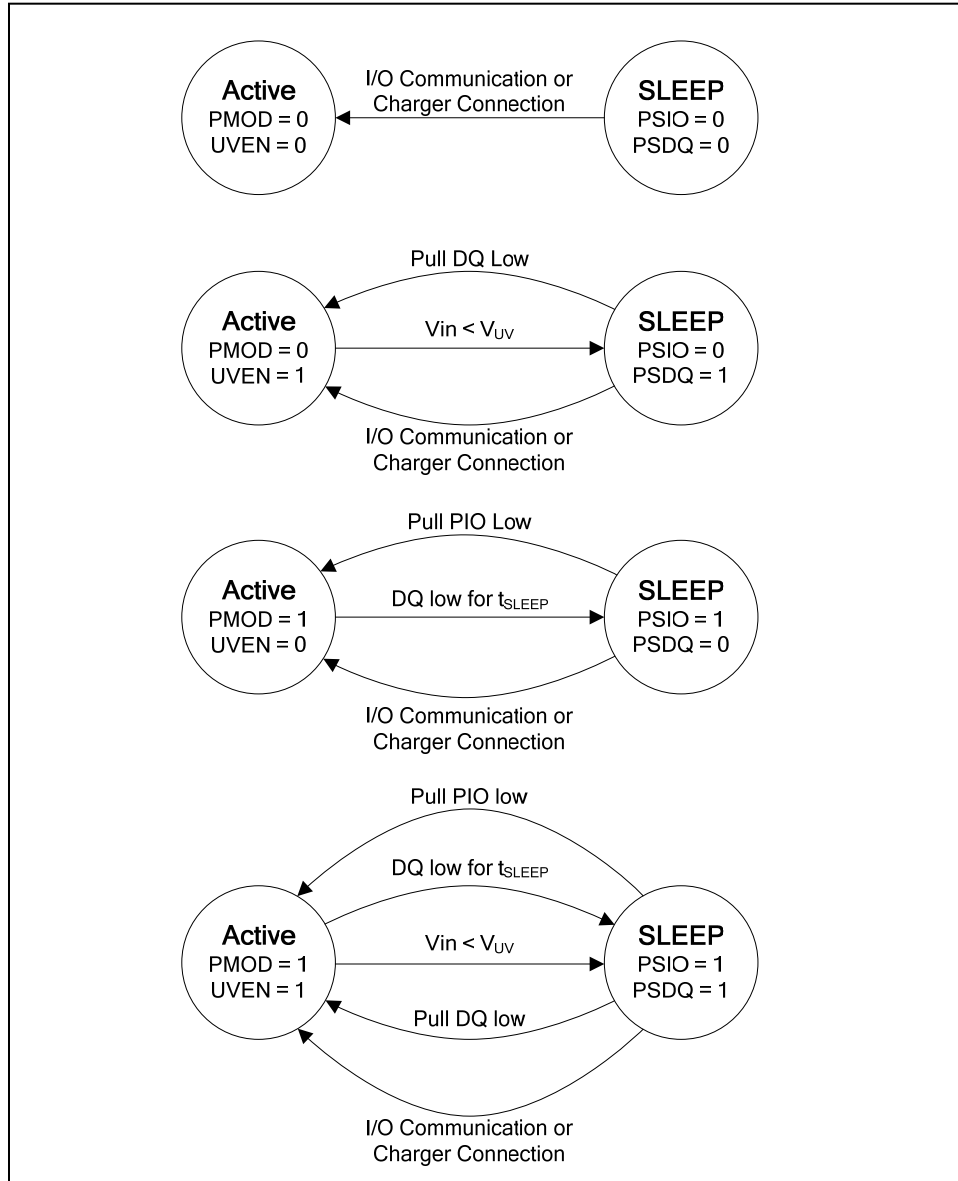 Active
PMOD = 0
UVEN = 0
I/O Communication or
Charger Connection
SLEEP
PSIO = 0
PSDQ = 0
Pull DQ Low
Active
PMOD = 0
UVEN = 1
Vin < VUV
SLEEP
PSIO = 0
PSDQ = 1
I/O Communication or
Charger Connection
Pull PIO Low
Active
PMOD = 1
UVEN = 0
DQ low for tSLEEP
SLEEP
PSIO = 1
PSDQ = 0
I/O Communication or
Charger Connection
Pull PIO low
DQ low for tSLEEP
Active
PMOD = 1
UVEN = 1
Vin < VUV
SLEEP
PSIO = 1
PSDQ = 1
Pull DQ low
I/O Communication or
Charger Connection